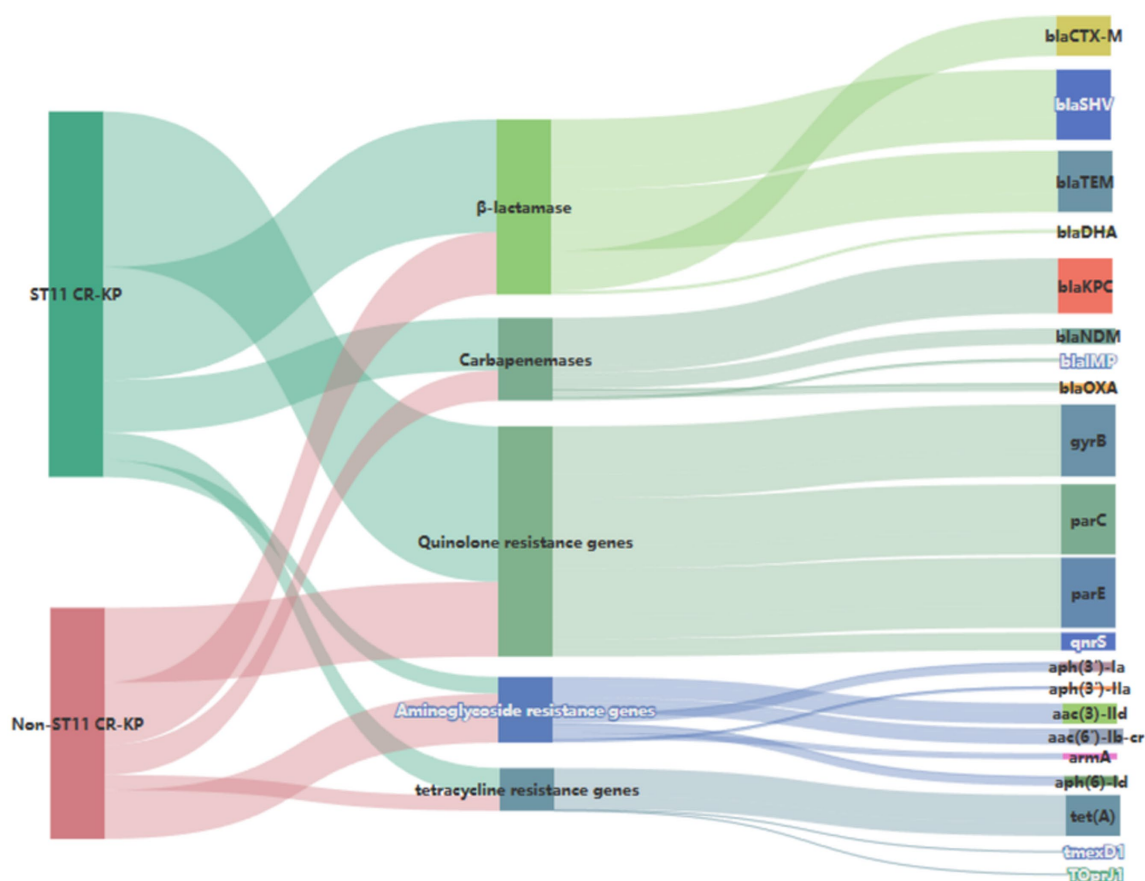 ST11 CR-KP
Non-ST11 CR-KP
β-lactamase
Carbapenemases
Quinolone resistance genes
Aminoglycoside resistance genes
tetracycline resistance genes
blaCTX-M
blaSHV
blaTEM
blaDHA
blaKPC
blaNDM
blaIMP
blaOXA
gyrB
parC
parE
qnrS
aph(3')-Ia
aph(3')-IIa
aac(3)-IId
aac(6')-Ib-cr
armA
aph(6)-Id
tet(A)
tmexD1
TOprJ1